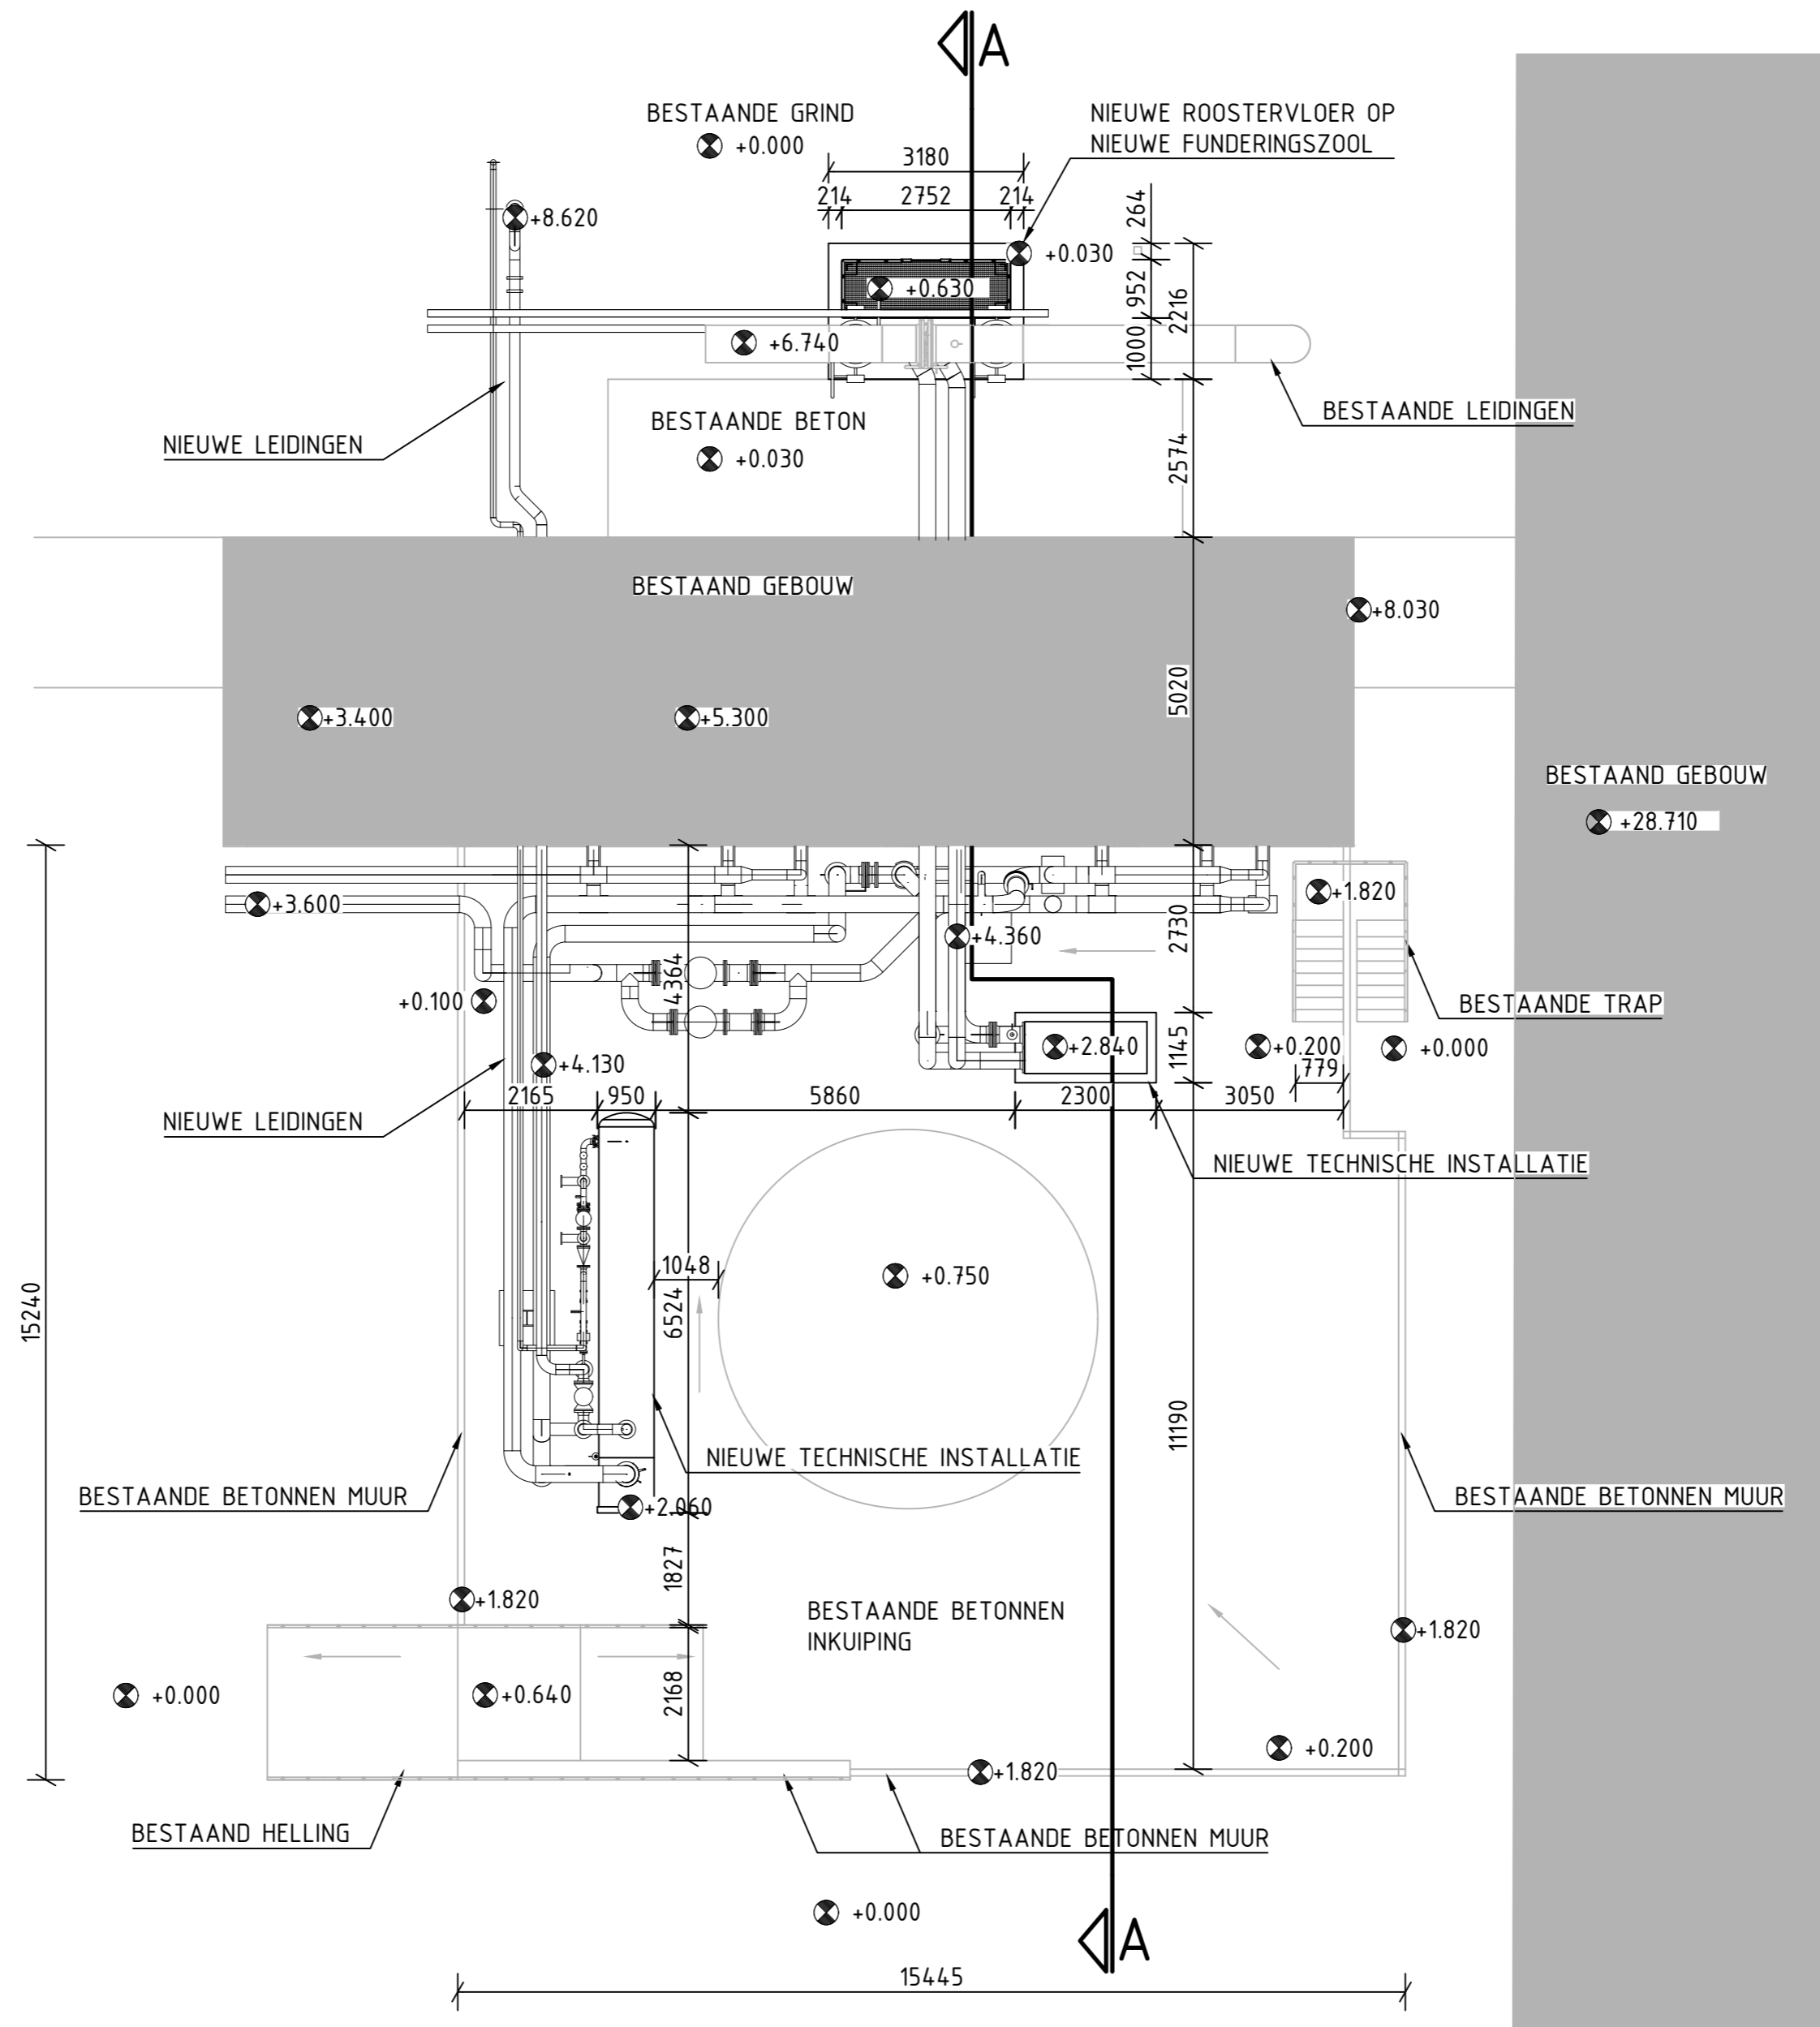 A
BESTAANDE GRIND
+0.000
NIEUWE ROOSTERVLOER OP
NIEUWE FUNDERINGSZOOL
3180
214
2752
214
264
+8.620
+0.030
+0.630
952
2216
+6.740
1000
BESTAANDE LEIDINGEN
BESTAANDE BETON
+0.030
NIEUWE LEIDINGEN
2574
BESTAAND GEBOUW
+8.030
5020
+3.400
+5.300
BESTAAND GEBOUW
+28.710
+1.820
+3.600
2730
+4.360
4364
+0.100
BESTAANDE TRAP
+2.840
1145
+0.200
+0.000
+4.130
779
2165
950
5860
2300
3050
NIEUWE LEIDINGEN
NIEUWE TECHNISCHE INSTALLATIE
1048
+0.750
15240
6524
11190
NIEUWE TECHNISCHE INSTALLATIE
BESTAANDE BETONNEN MUUR
BESTAANDE BETONNEN MUUR
+2.060
1827
+1.820
BESTAANDE BETONNEN
INKUIPING
+1.820
+0.000
+0.640
2168
+0.200
+1.820
BESTAAND HELLING
BESTAANDE BETONNEN MUUR
+0.000
A
15445